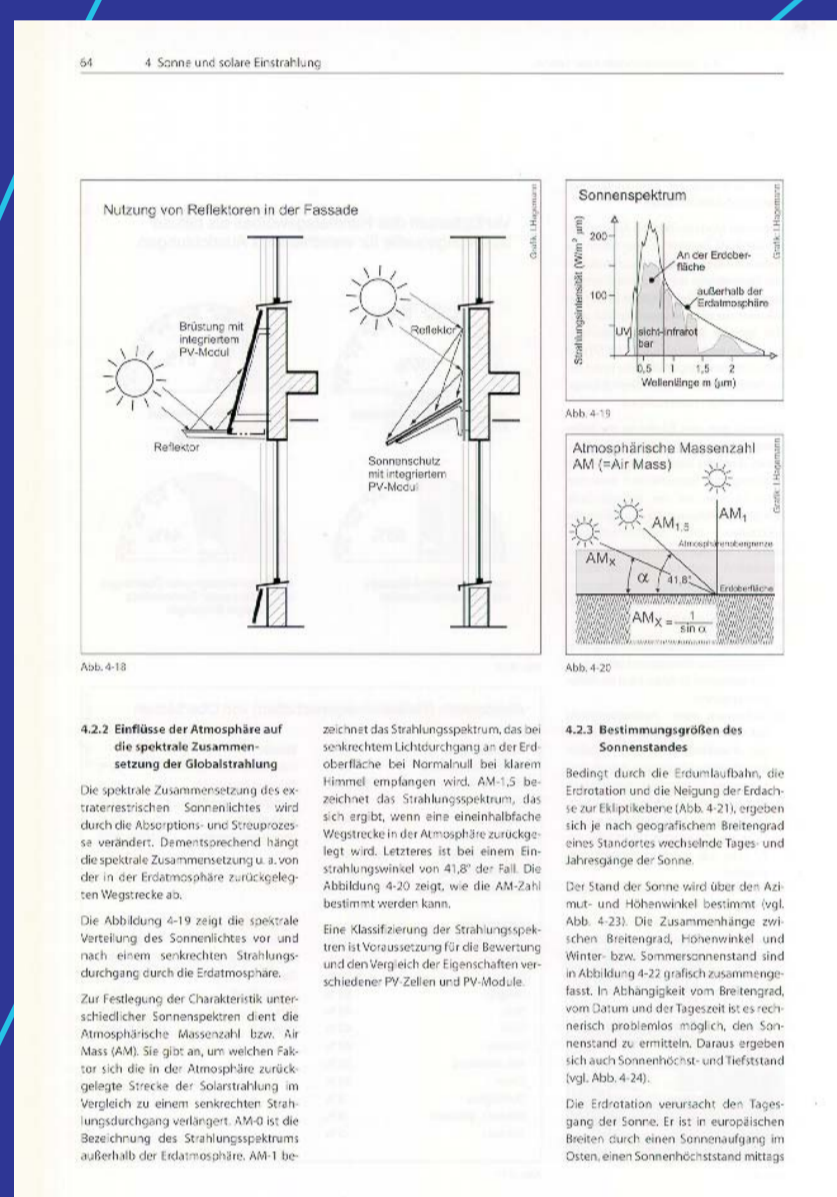 64 4 Sonne und solare Einstrahlung
Nutzung von Reflektoren in der Fassade
Grafik: I.Hagemann
Brüstung mit
integriertem
PV-Modul
Reflektor
Reflektor
Sonnenschutz
mit integriertem
PV-Modul
Abb. 4-18
Sonnenspektrum
Grafik: I.Hagemann
Strahlungsintensität (W/m² µm)
200
100
An der Erdober-
fläche
außerhalb der
Erdatmosphäre
UV sicht- infrarot
bar
0,5 1 1,5 2
Wellenlänge m (µm)
Abb. 4-19
Atmosphärische Massenzahl
AM (=Air Mass)
Grafik: I.Hagemann
AM1,5
AM1
Atmosphärenobergrenze
AMX
α
41,8°
Erdoberfläche
AMX = 1
sin α
Abb. 4-20
4.2.2 Einflüsse der Atmosphäre auf
die spektrale Zusammen-
setzung der Globalstrahlung
Die spektrale Zusammensetzung des ex-
traterrestrischen Sonnenlichtes wird
durch die Absorptions- und Streuprozes-
se verändert. Dementsprechend hängt
die spektrale Zusammensetzung u. a. von
der in der Erdatmosphäre zurückgeleg-
ten Wegstrecke ab.
Die Abbildung 4-19 zeigt die spektrale
Verteilung des Sonnenlichtes vor und
nach einem senkrechten Strahlungs-
durchgang durch die Erdatmosphäre.
Zur Festlegung der Charakteristik unter-
schiedlicher Sonnenspektren dient die
Atmosphärische Massenzahl bzw. Air
Mass (AM). Sie gibt an, um welchen Fak-
tor sich die in der Atmosphäre zurück-
gelegte Strecke der Solarstrahlung im
Vergleich zu einem senkrechten Strah-
lungsdurchgang verlängert. AM-0 ist die
Bezeichnung des Strahlungsspektrums
außerhalb der Erdatmosphäre. AM-1 be-
zeichnet das Strahlungsspektrum, das bei
senkrechtem Lichtdurchgang an der Erd-
oberfläche bei Normalnull bei klarem
Himmel empfangen wird. AM-1,5 be-
zeichnet das Strahlungsspektrum, das
sich ergibt, wenn eine eineinhalbfache
Wegstrecke in der Atmosphäre zurückge-
legt wird. Letzteres ist bei einem Ein-
strahlungswinkel von 41,8° der Fall. Die
Abbildung 4-20 zeigt, wie die AM-Zahl
bestimmt werden kann.
Eine Klassifizierung der Strahlungsspek-
tren ist Voraussetzung für die Bewertung
und den Vergleich der Eigenschaften ver-
schiedener PV-Zellen und PV-Module.
4.2.3 Bestimmungsgrößen des
Sonnenstandes
Bedingt durch die Erdumlaufbahn, die
Erdrotation und die Neigung der Erdach-
se zur Ekliptikebene (Abb. 4-21), ergeben
sich je nach geografischem Breitengrad
eines Standortes wechselnde Tages- und
Jahresgänge der Sonne.
Der Stand der Sonne wird über den Azi-
mut- und Höhenwinkel bestimmt (vgl.
Abb. 4-23). Die Zusammenhänge zwi-
schen Breitengrad, Höhenwinkel und
Winter- bzw. Sommersonnenstand sind
in Abbildung 4-22 grafisch zusammenge-
fasst. In Abhängigkeit vom Breitengrad,
vom Datum und der Tageszeit ist es rech-
nerisch problemlos möglich, den Son-
nenstand zu ermitteln. Daraus ergeben
sich auch Sonnenhöchst- und Tiefststand
(vgl. Abb. 4-24).
Die Erdrotation verursacht den Tages-
gang der Sonne. Er ist in europäischen
Breiten durch einen Sonnenaufgang im
Osten, einen Sonnenhöchststand mittags